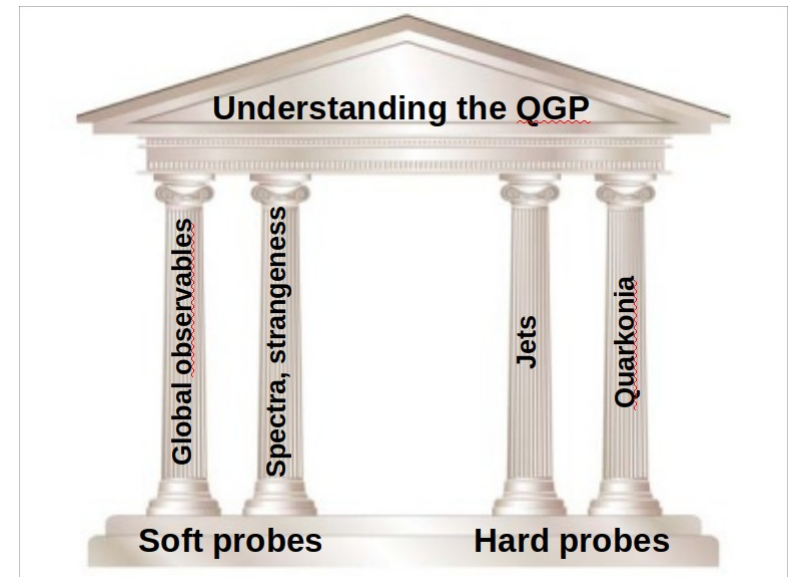 Understanding the QGP
Global observables
Spectra, strangeness
Jets
Quarkonia
Soft probes
Hard probes